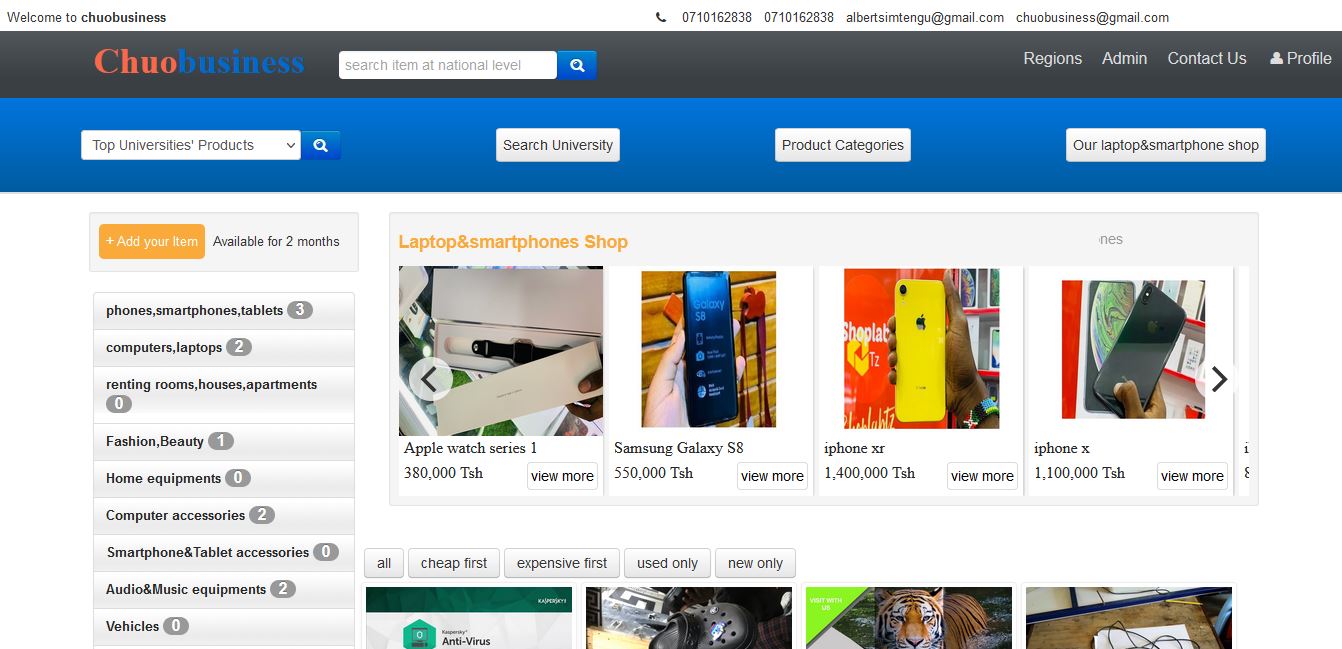 Welcome to chuobusiness
0710162838 0710162838 albertsimtengu@gmail.com chuobusiness@gmail.com
Chuobusiness
search item at national level
Regions Admin Contact Us Profile
Top Universities' Products
Search University
Product Categories
Our laptop&smartphone shop
+ Add your Item
Available for 2 months
phones,smartphones,tablets 3
computers,laptops 2
renting rooms,houses,apartments
0
Fashion,Beauty 1
Home equipments 0
Computer accessories 2
Smartphone&Tablet accessories 0
Audio&Music equipments 2
Vehicles 0
Laptop&smartphones Shop
nes
Galaxy
S8
Shoplab
Tz
Apple watch series 1
380,000 Tsh
view more
Samsung Galaxy S8
550,000 Tsh
view more
iphone xr
1,400,000 Tsh
view more
iphone x
1,100,000 Tsh
view more
all
cheap first
expensive first
used only
new only
KASPERSKY
Kaspersky
Anti-Virus
VISIT WITH
US